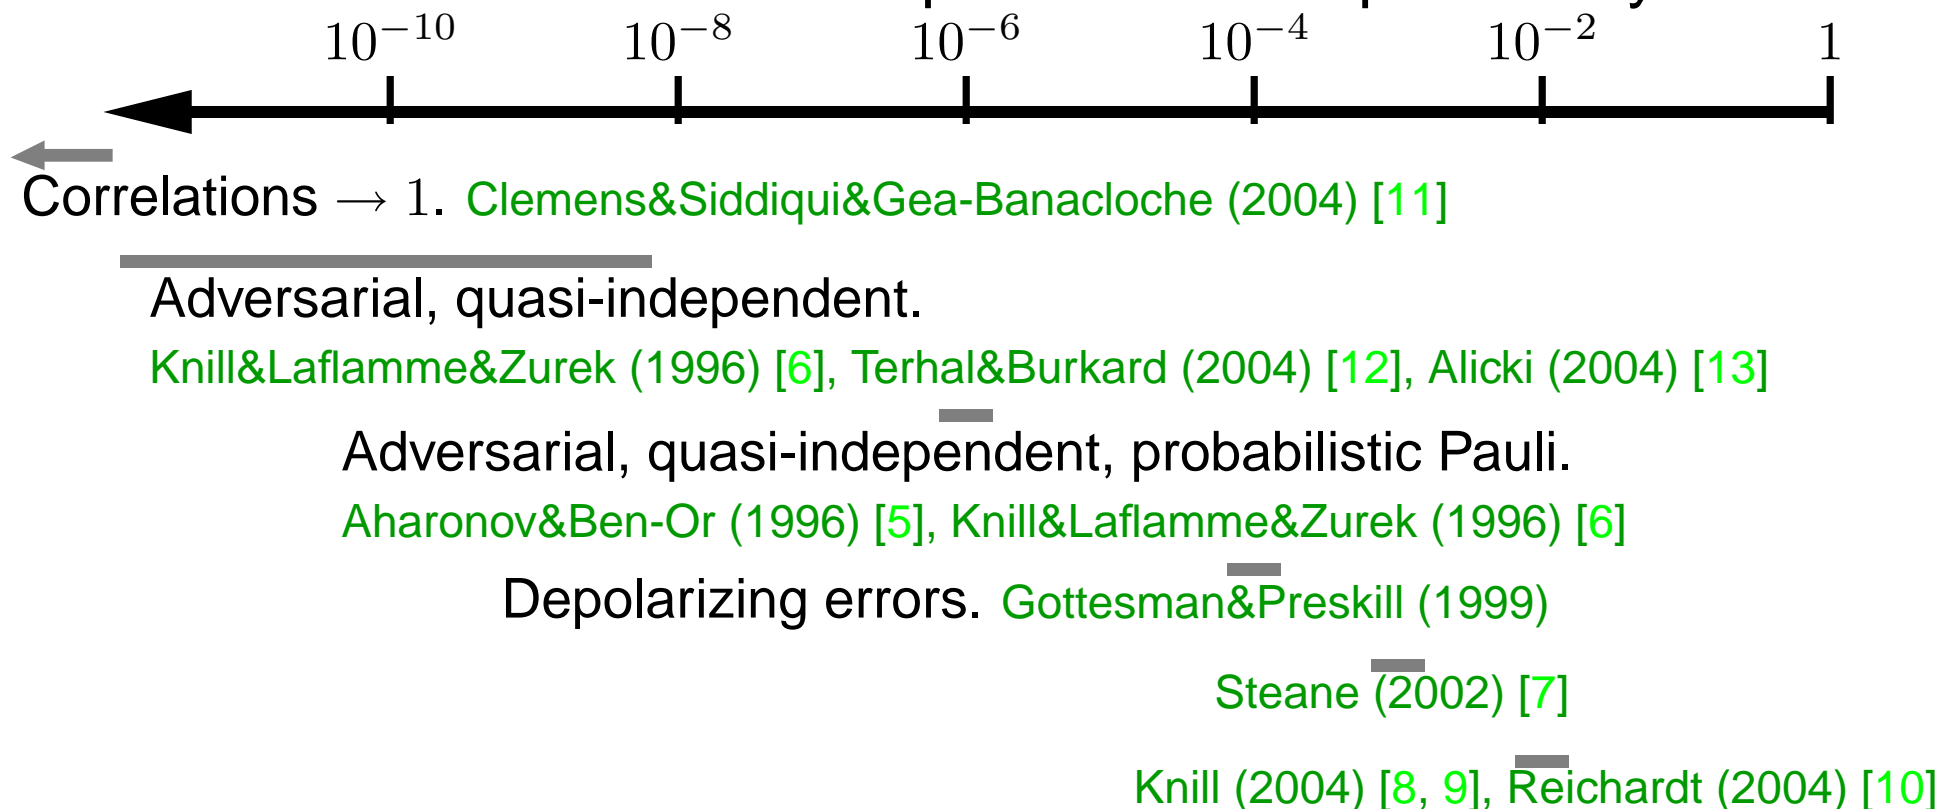 10⁻¹⁰ 10⁻⁸ 10⁻⁶ 10⁻⁴ 10⁻² 1
Correlations → 1. Clemens&Siddiqui&Gea-Banacloche (2004) [11]
Adversarial, quasi-independent.
Knill&Laflamme&Zurek (1996) [6], Terhal&Burkard (2004) [12], Alicki (2004) [13]
Adversarial, quasi-independent, probabilistic Pauli.
Aharonov&Ben-Or (1996) [5], Knill&Laflamme&Zurek (1996) [6]
Depolarizing errors. Gottesman&Preskill (1999)
Steane (2002) [7]
Knill (2004) [8, 9], Reichardt (2004) [10]